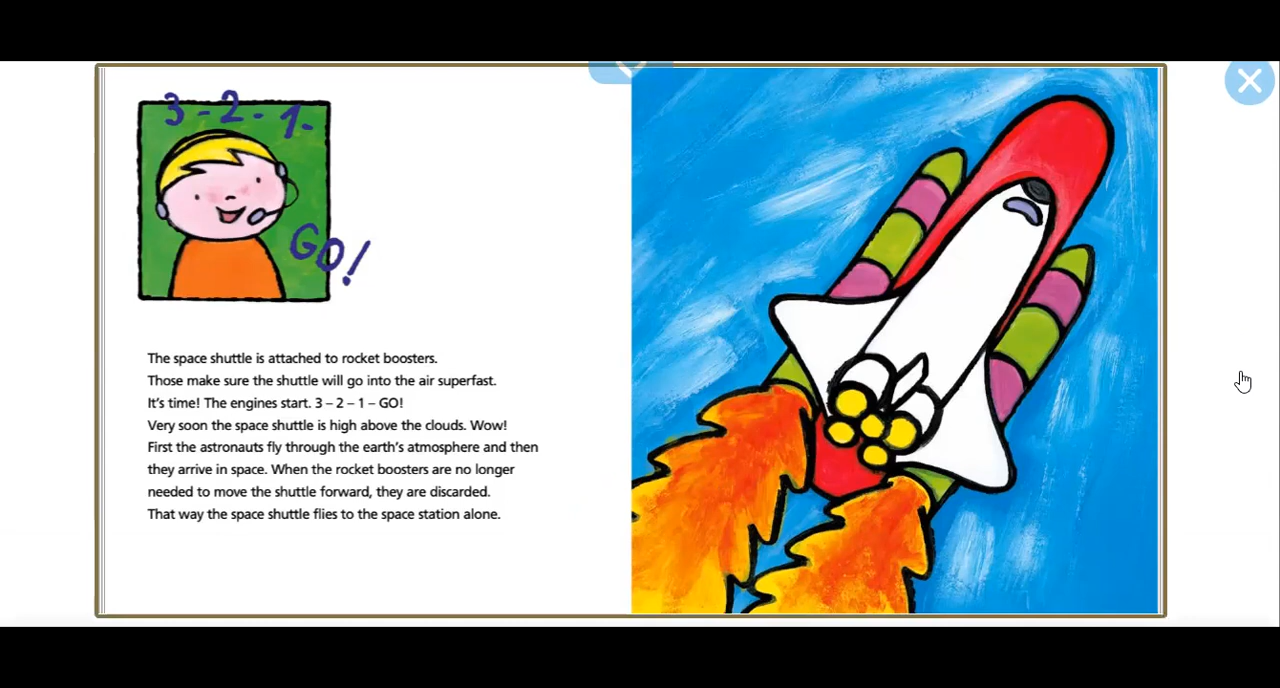 3-2-1-
GO!
The space shuttle is attached to rocket boosters.
Those make sure the shuttle will go into the air superfast.
It's time! The engines start. 3 – 2 – 1 – GO!
Very soon the space shuttle is high above the clouds. Wow!
First the astronauts fly through the earth's atmosphere and then
they arrive in space. When the rocket boosters are no longer
needed to move the shuttle forward, they are discarded.
That way the space shuttle flies to the space station alone.